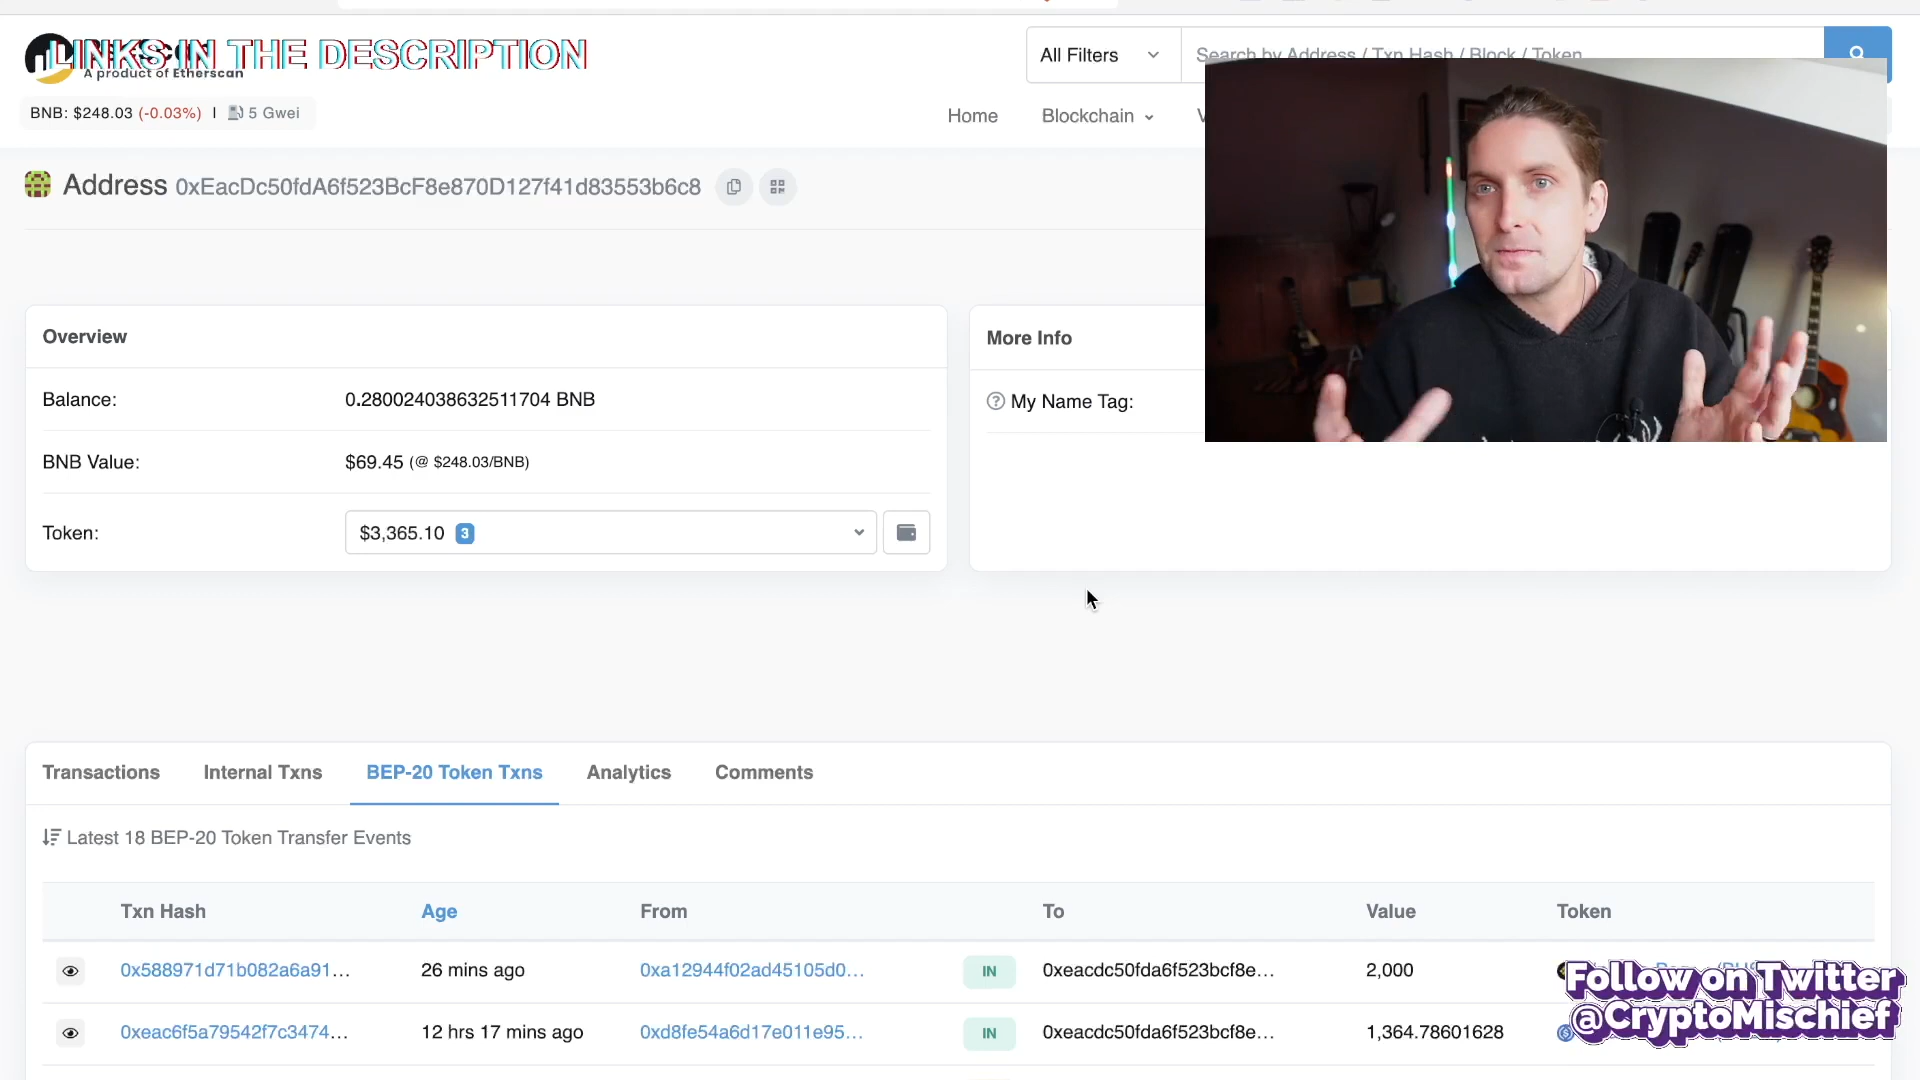 LINKS IN THE DESCRIPTION
A product of Etherscan
All Filters
Search by Address / Txn Hash / Block / Token
BNB: $248.03 (-0.03%) | 5 Gwei
Home
Blockchain
Address 0xEacDc50fdA6f523BcF8e870D127f41d83553b6c8
Overview
Balance:
0.280024038632511704 BNB
BNB Value:
$69.45 (@ $248.03/BNB)
Token:
$3,365.10 3
More Info
My Name Tag:
Transactions
Internal Txns
BEP-20 Token Txns
Analytics
Comments
Latest 18 BEP-20 Token Transfer Events
Txn Hash
Age
From
To
Value
Token
0x588971d71b082a6a91...
26 mins ago
0xa12944f02ad45105d0...
IN
0xeacdc50fda6f523bcf8e...
2,000
0xeac6f5a79542f7c3474...
12 hrs 17 mins ago
0xd8fe54a6d17e011e95...
IN
0xeacdc50fda6f523bcf8e...
1,364.78601628
Follow on Twitter
@CryptoMischief